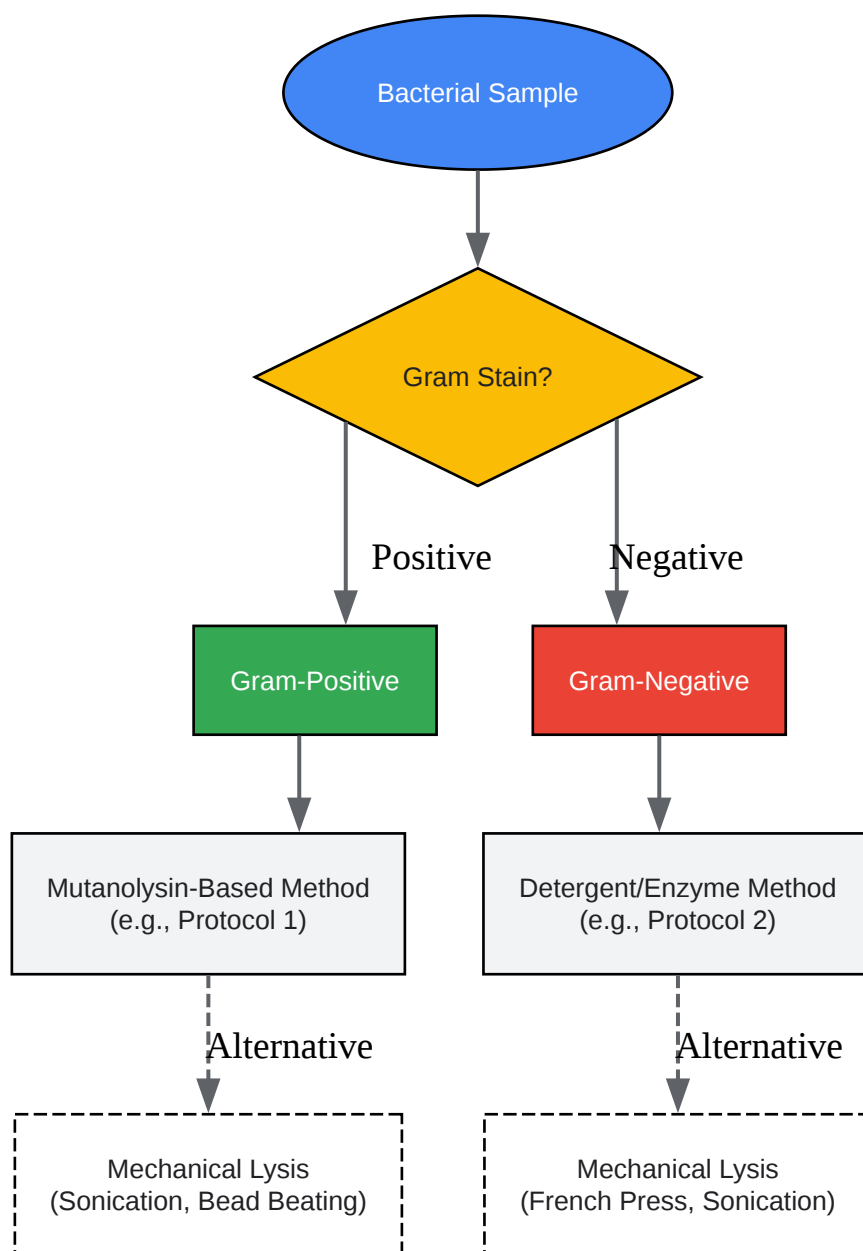 Bacterial Sample
Gram Stain?
Positive
Negative
Gram-Positive
Gram-Negative
Mutanolysin-Based Method
(e.g., Protocol 1)
Detergent/Enzyme Method
(e.g., Protocol 2)
Alternative
Alternative
Mechanical Lysis
(Sonication, Bead Beating)
Mechanical Lysis
(French Press, Sonication)